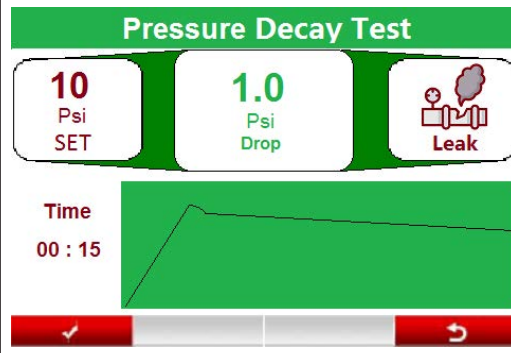 Pressure Decay Test
10
Psi
SET
1.0
Psi
Drop
Leak
Time
00 : 15